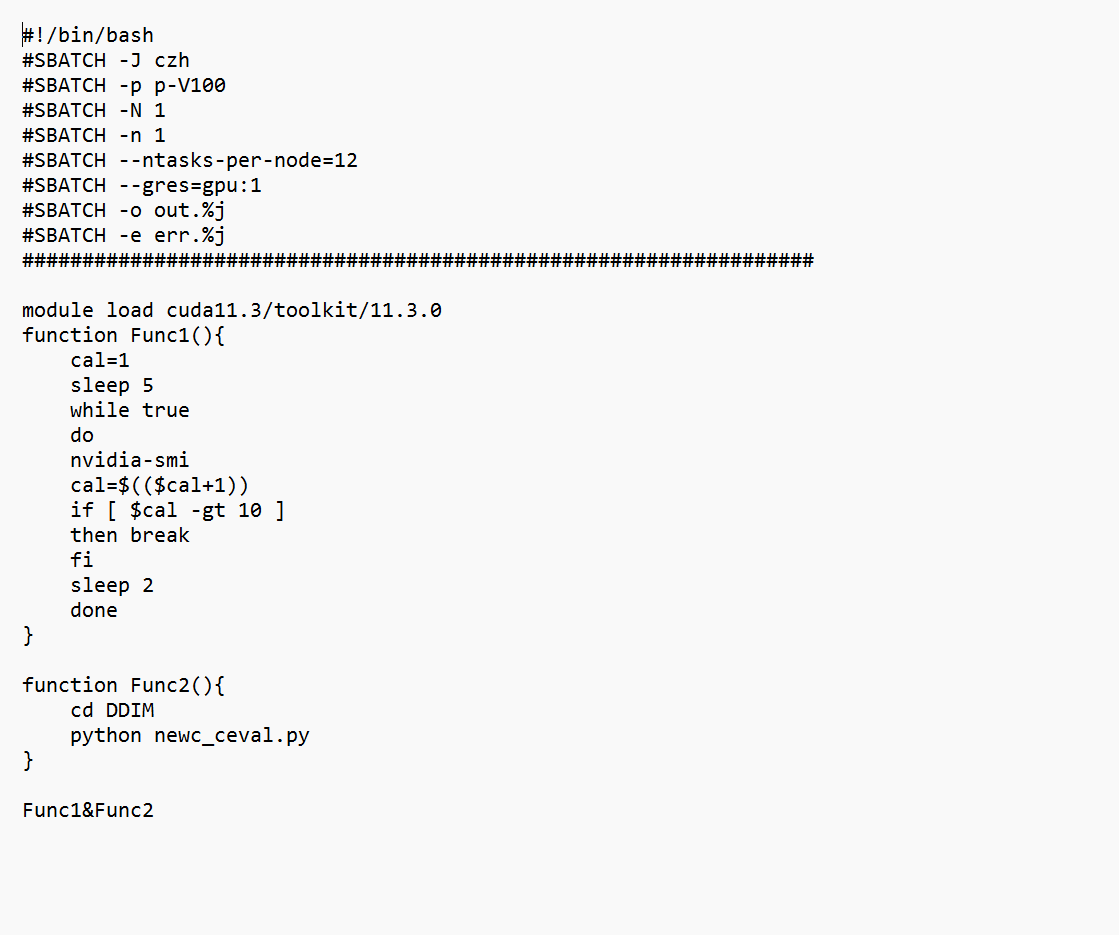 #!/bin/bash
#SBATCH -J czh
#SBATCH -p p-V100
#SBATCH -N 1
#SBATCH -n 1
#SBATCH --ntasks-per-node=12
#SBATCH --gres=gpu:1
#SBATCH -o out.%j
#SBATCH -e err.%j
##################################################################
module load cuda11.3/toolkit/11.3.0
function Func1(){
    cal=1
    sleep 5
    while true
    do
    nvidia-smi
    cal=$(($cal+1))
    if [ $cal -gt 10 ]
    then break
    fi
    sleep 2
    done
}
function Func2(){
    cd DDIM
    python newc_ceval.py
}
Func1&Func2